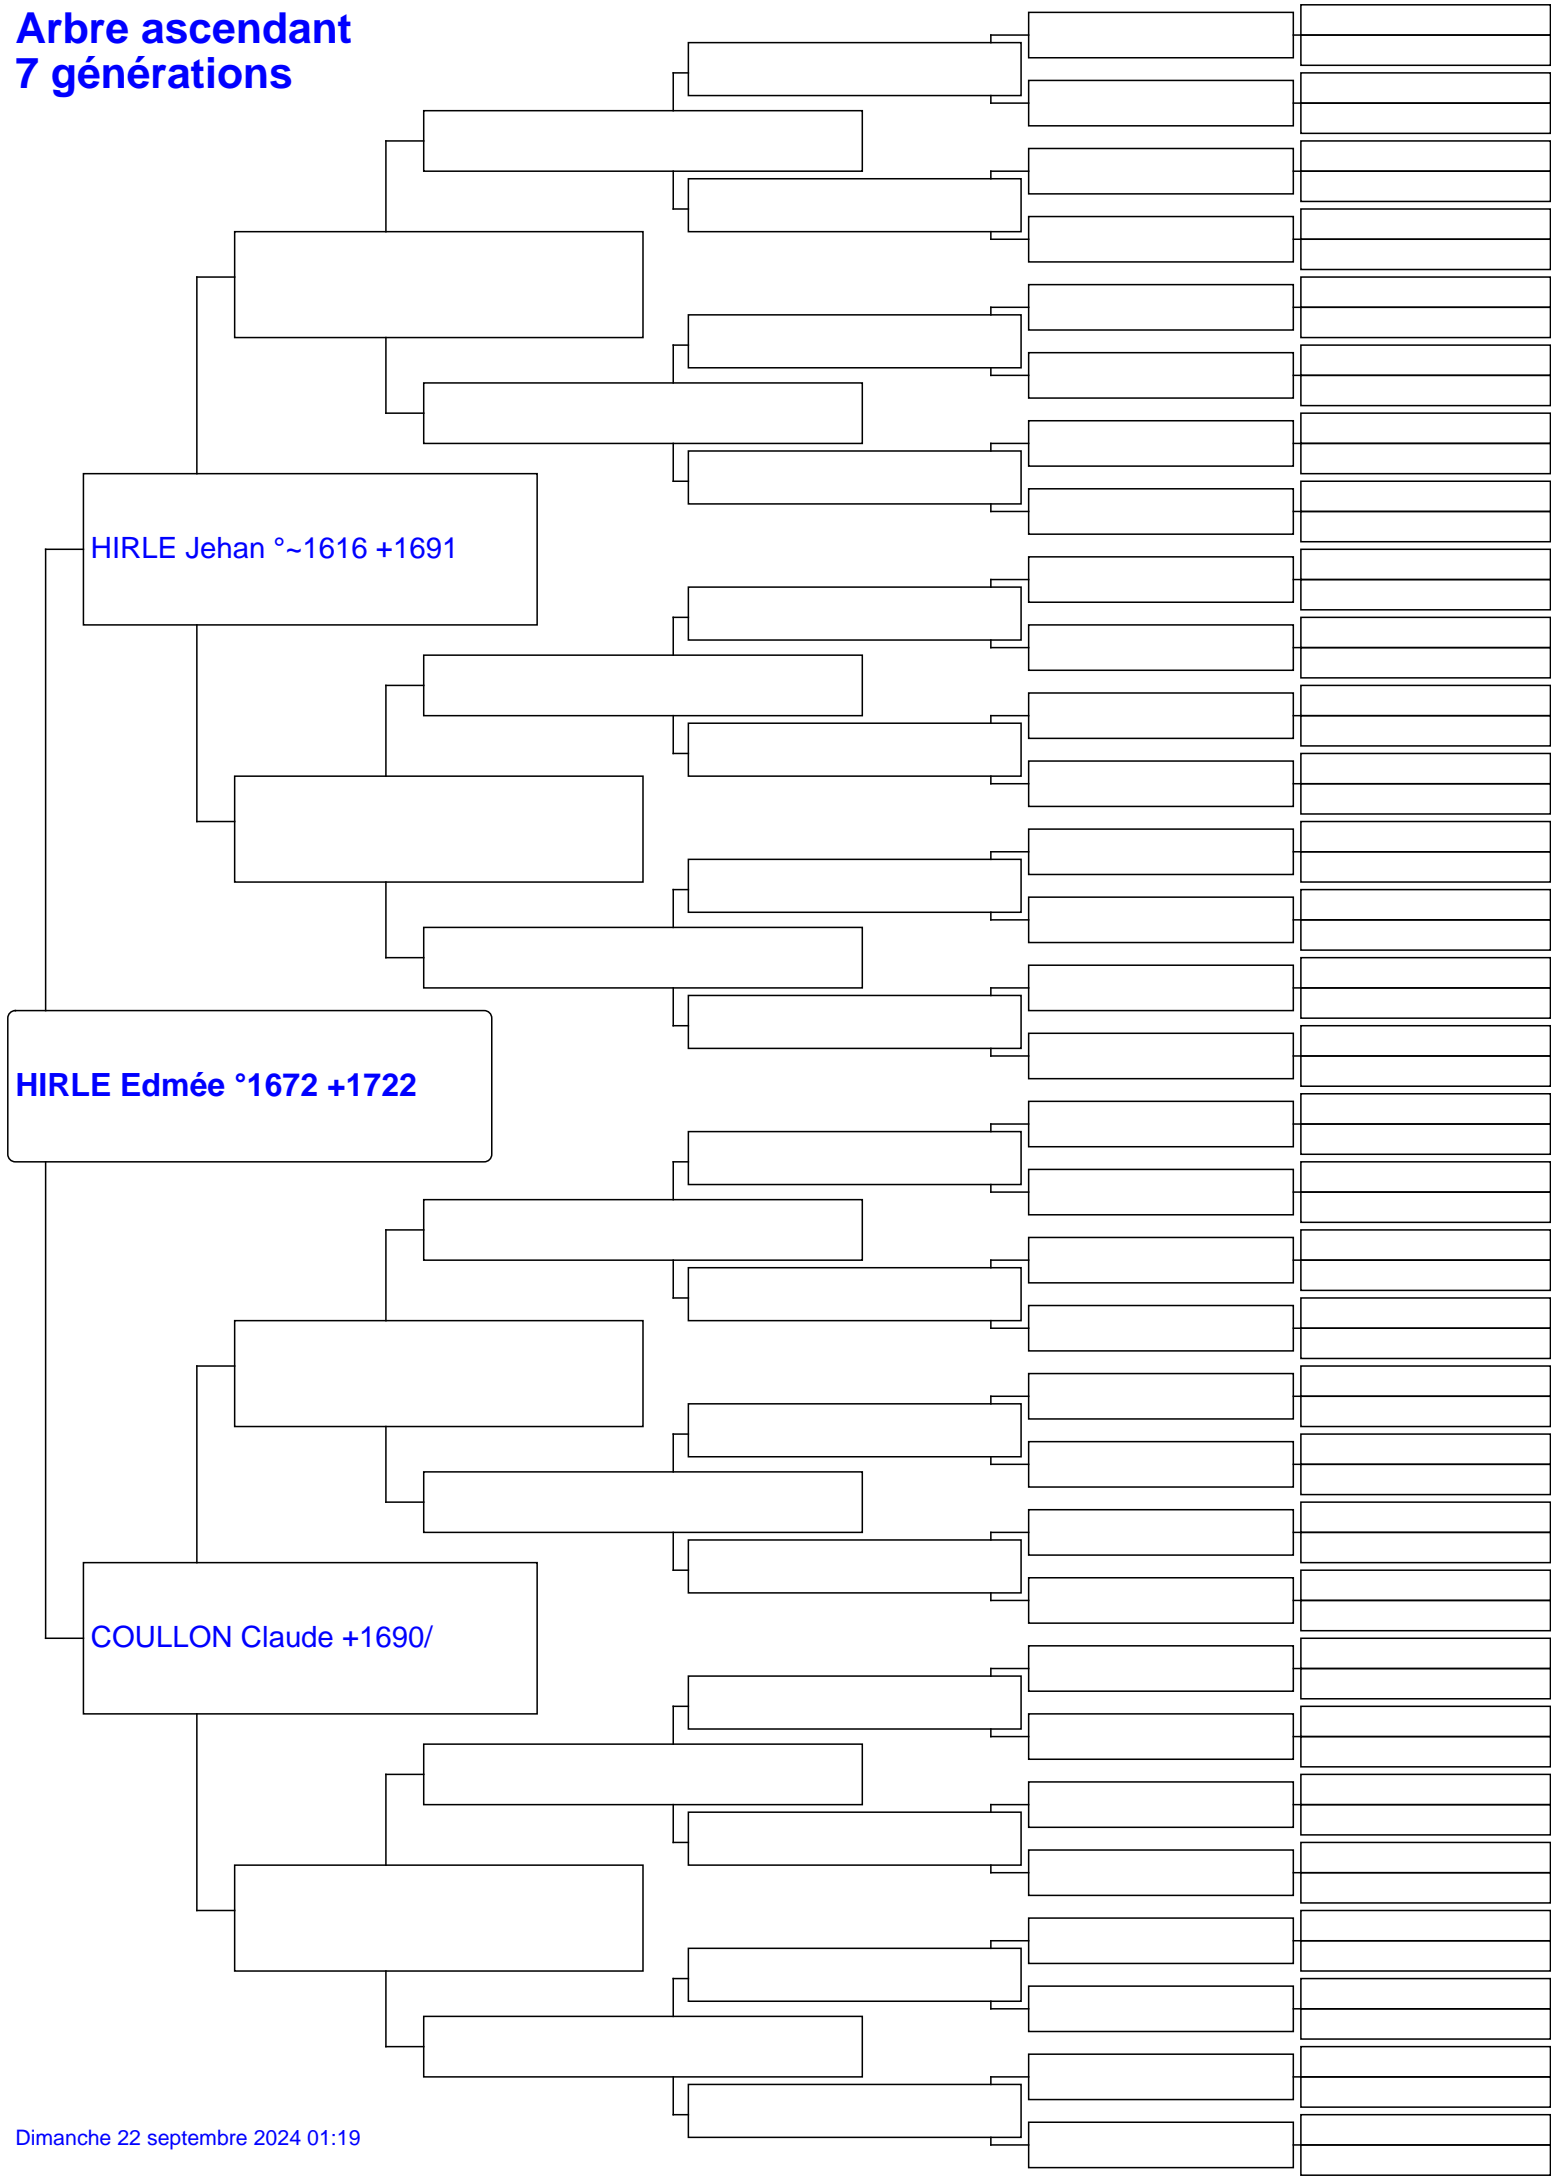 Arbre ascendant
7 générations
HIRLE Jehan °~1616 +1691
HIRLE Edmée °1672 +1722
COULLON Claude +1690/
Dimanche 22 septembre 2024 01:19